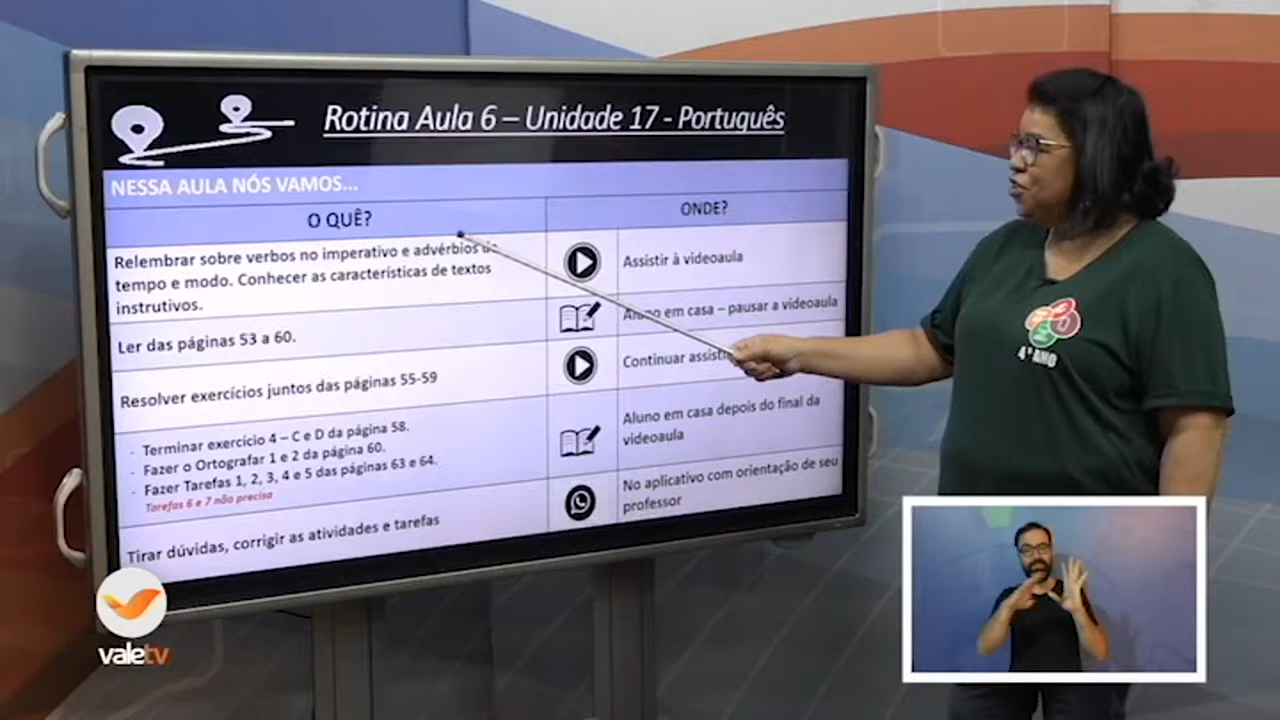 Rotina Aula 6 – Unidade 17 - Português
NESSA AULA NÓS VAMOS...
O QUÊ?
ONDE?
Relembrar sobre verbos no imperativo e advérbios de
tempo e modo. Conhecer as características de textos
instrutivos.
Assistir à videoaula
Ler das páginas 53 a 60.
Aluno em casa – pausar a videoaula
Resolver exercícios juntos das páginas 55-59
Continuar
- Terminar exercício 4 – C e D da página 58.
- Fazer o Ortografar 1 e 2 da página 60.
- Fazer Tarefas 1, 2, 3, 4 e 5 das páginas 63 e 64.
Tarefas 6 e 7 não precisa
Aluno em casa depois do final da
videoaula
Tirar dúvidas, corrigir as atividades e tarefas
No aplicativo com orientação de seu
professor
4º ANO
valetv